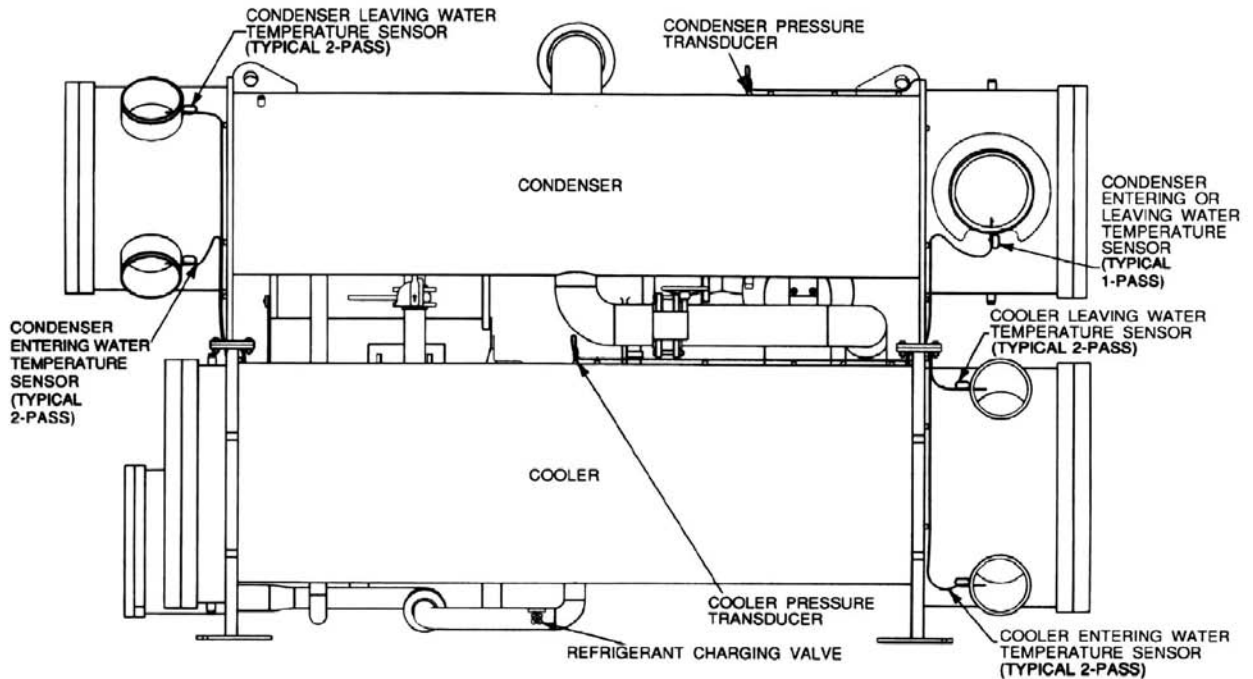 CONDENSER LEAVING WATER
TEMPERATURE SENSOR
(TYPICAL 2-PASS)
CONDENSER PRESSURE
TRANSDUCER
CONDENSER
CONDENSER
ENTERING OR
LEAVING WATER
TEMPERATURE
SENSOR
(TYPICAL
1-PASS)
CONDENSER
ENTERING WATER
TEMPERATURE
SENSOR
(TYPICAL
2-PASS)
COOLER LEAVING WATER
TEMPERATURE SENSOR
(TYPICAL 2-PASS)
COOLER
COOLER PRESSURE
TRANSDUCER
REFRIGERANT CHARGING VALVE
COOLER ENTERING WATER
TEMPERATURE SENSOR
(TYPICAL 2-PASS)